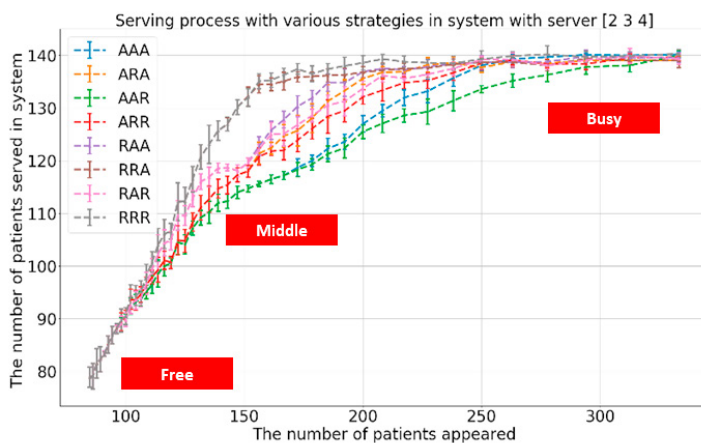 Serving process with various strategies in system with server [2 3 4]
The number of patients served in system
140
130
120
110
100
90
80
AAA
ARA
AAR
ARR
RAA
RRA
RAR
RRR
Busy
Middle
Free
100
150
200
250
300
The number of patients appeared